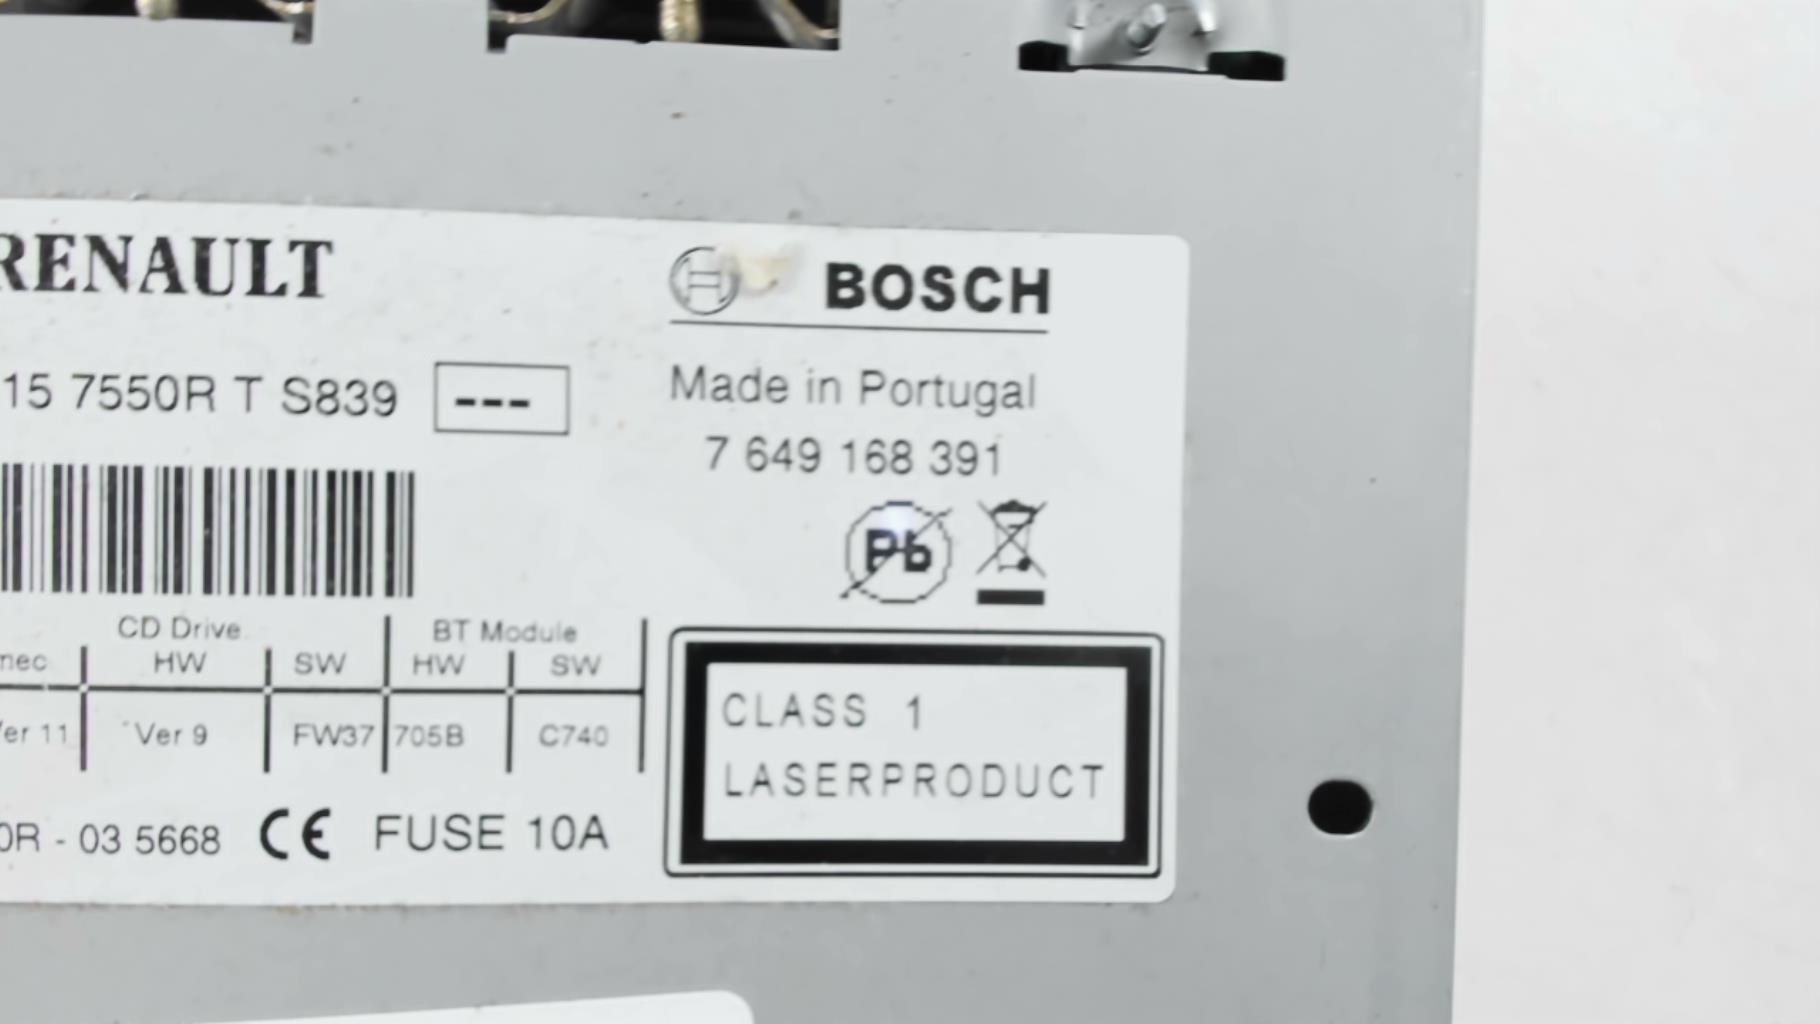 RENAULT
BOSCH
15 7550R T S839
---
Made in Portugal
7 649 168 391
Pb
CD Drive
BT Module
HW
SW
HW
SW
Ver 11
Ver 9
FW37
705B
C740
CLASS 1
LASERPRODUCT
0R - 03 5668
CE
FUSE 10A